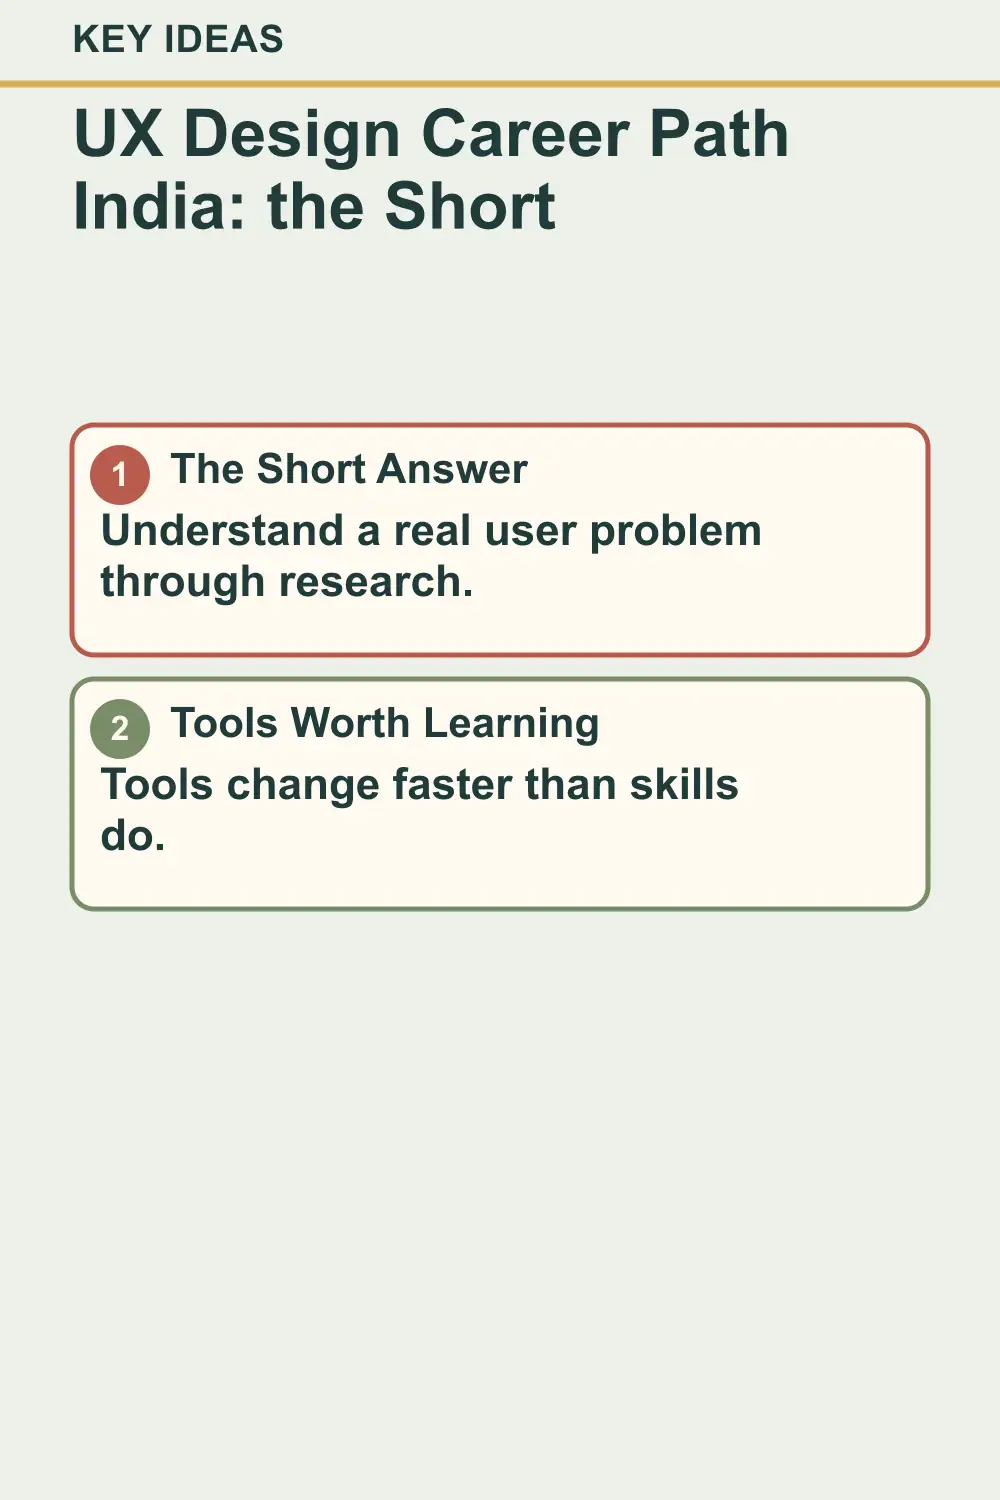 KEY IDEAS
UX Design Career Path
India: the Short
1 The Short Answer
Understand a real user problem
through research.
2 Tools Worth Learning
Tools change faster than skills
do.